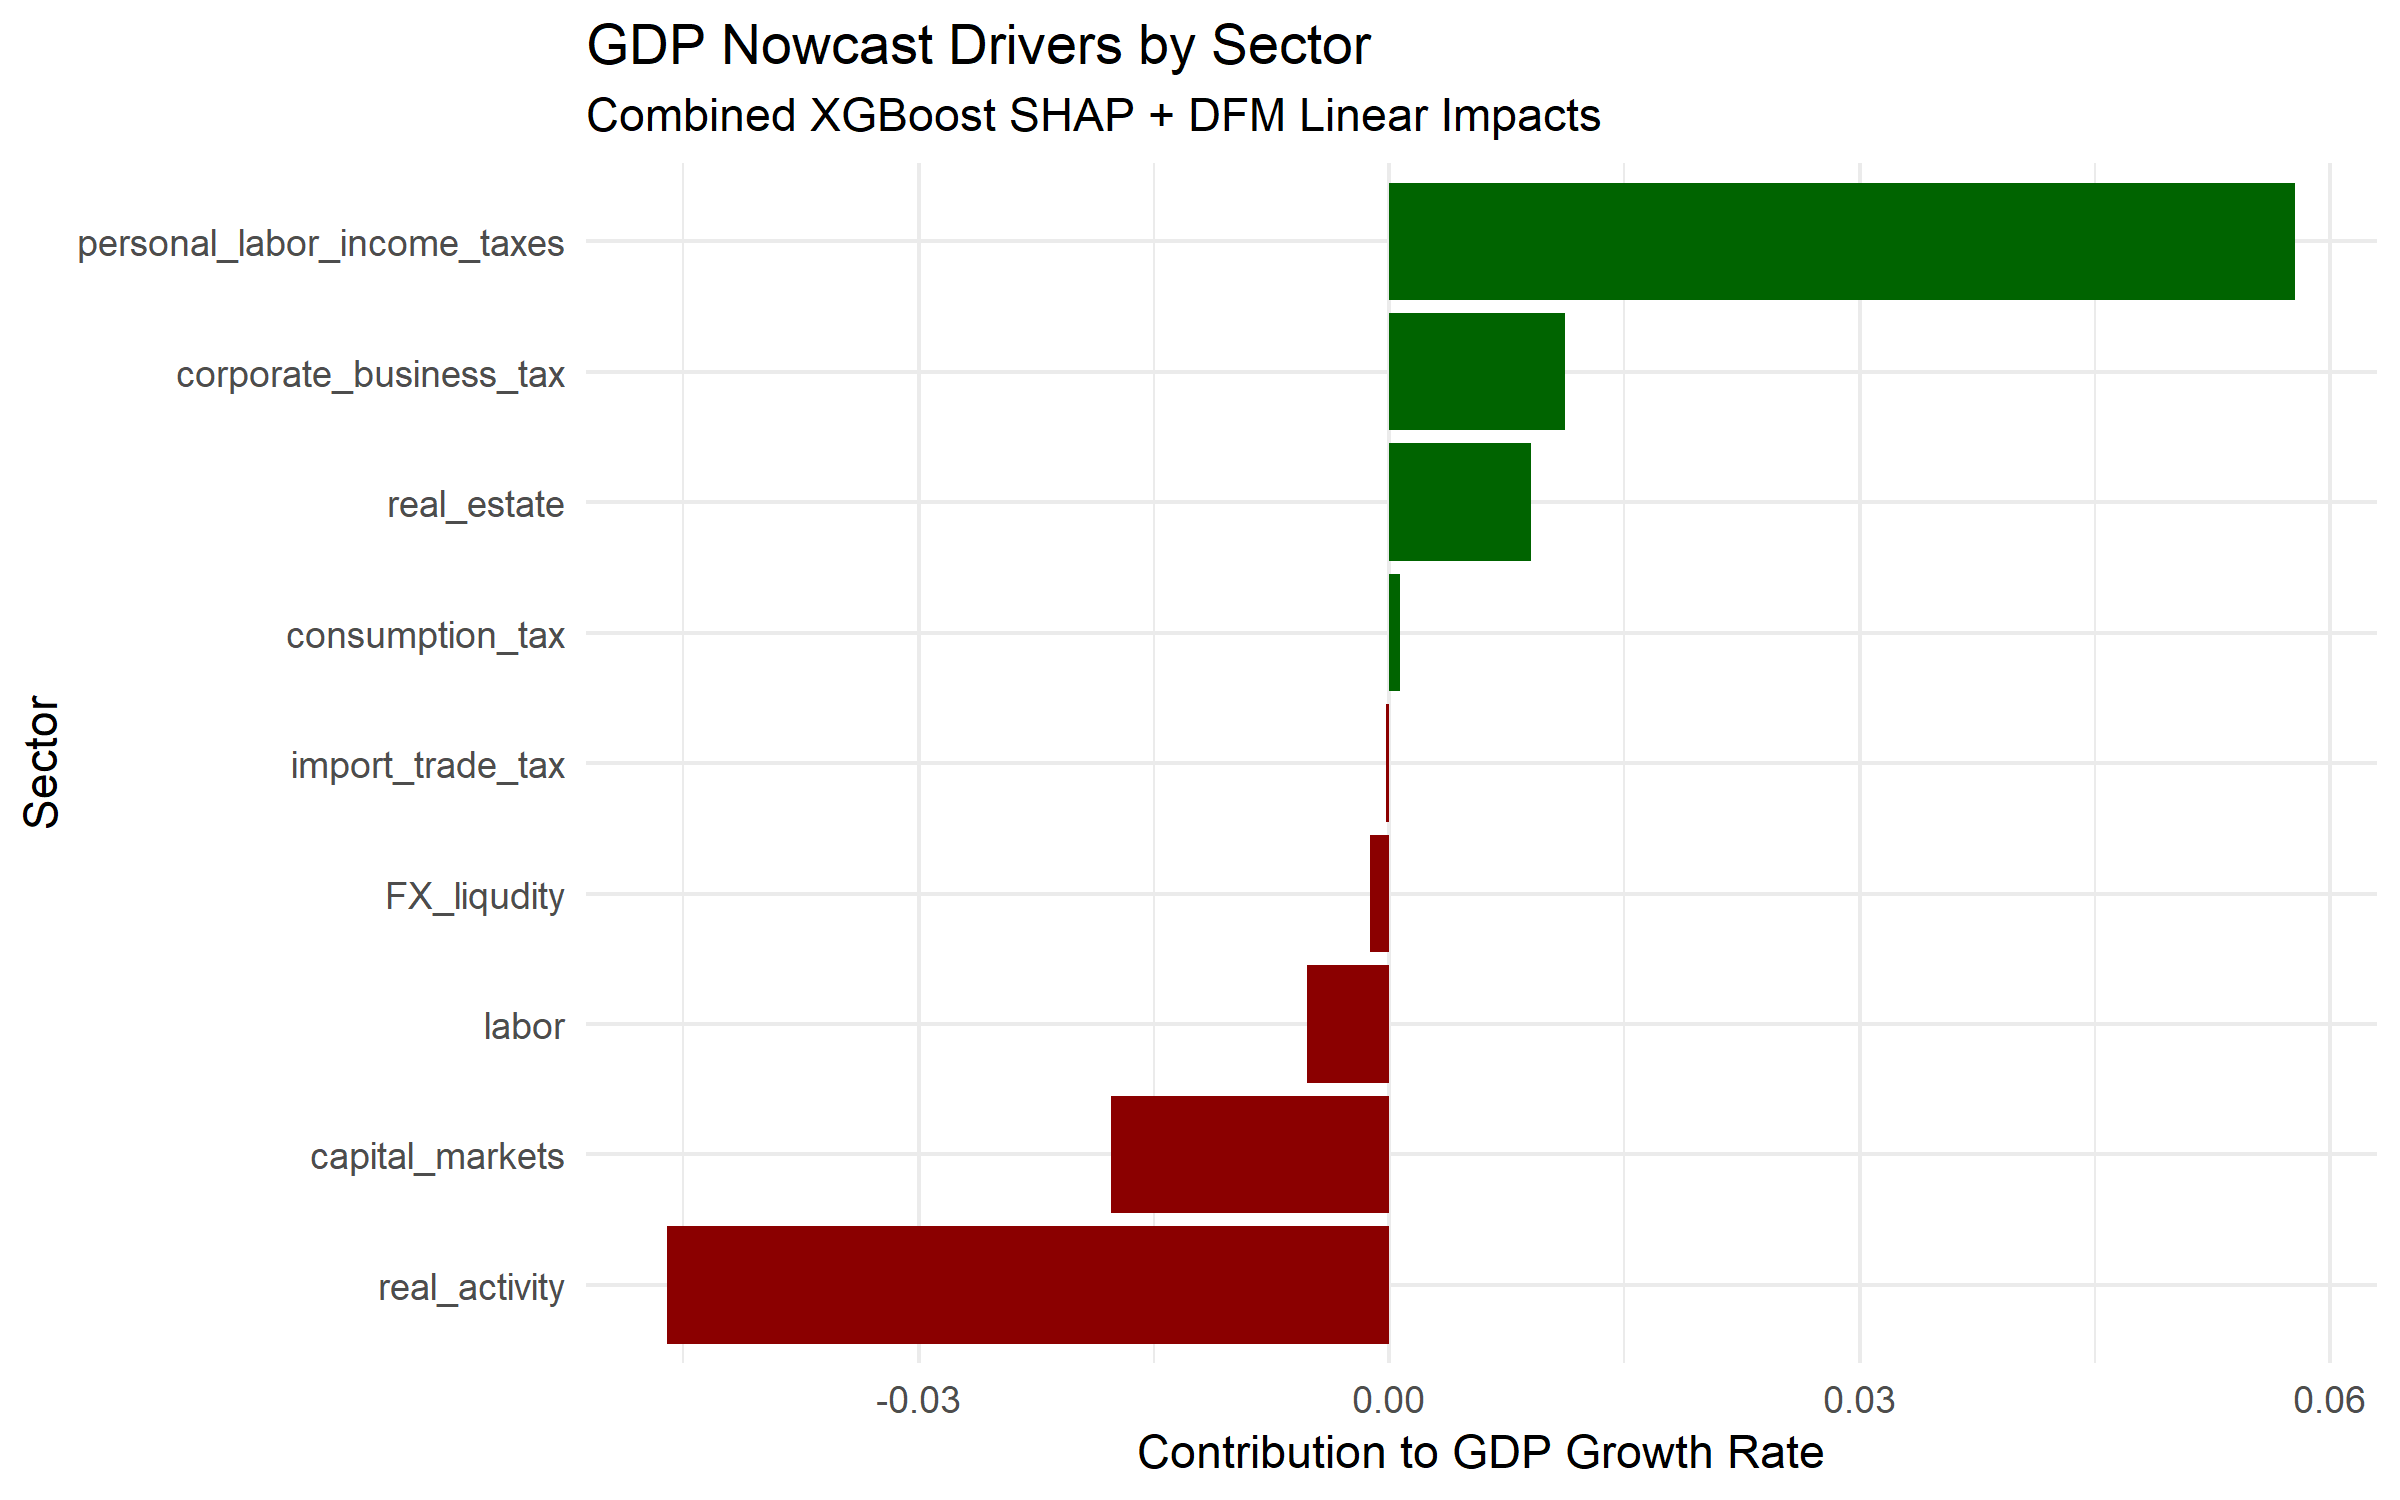 GDP Nowcast Drivers by Sector
Combined XGBoost SHAP + DFM Linear Impacts
personal_labor_income_taxes
corporate_business_tax
real_estate
consumption_tax
import_trade_tax
FX_liqudity
labor
capital_markets
real_activity
Sector
-0.03 0.00 0.03 0.06
Contribution to GDP Growth Rate